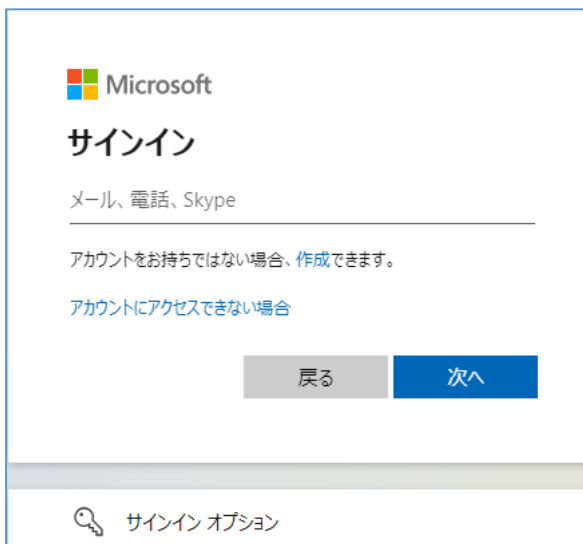 Microsoft
サインイン
メール、電話、Skype
アカウントをお持ちではない場合、作成できます。
アカウントにアクセスできない場合
戻る
次へ
サインイン オプション